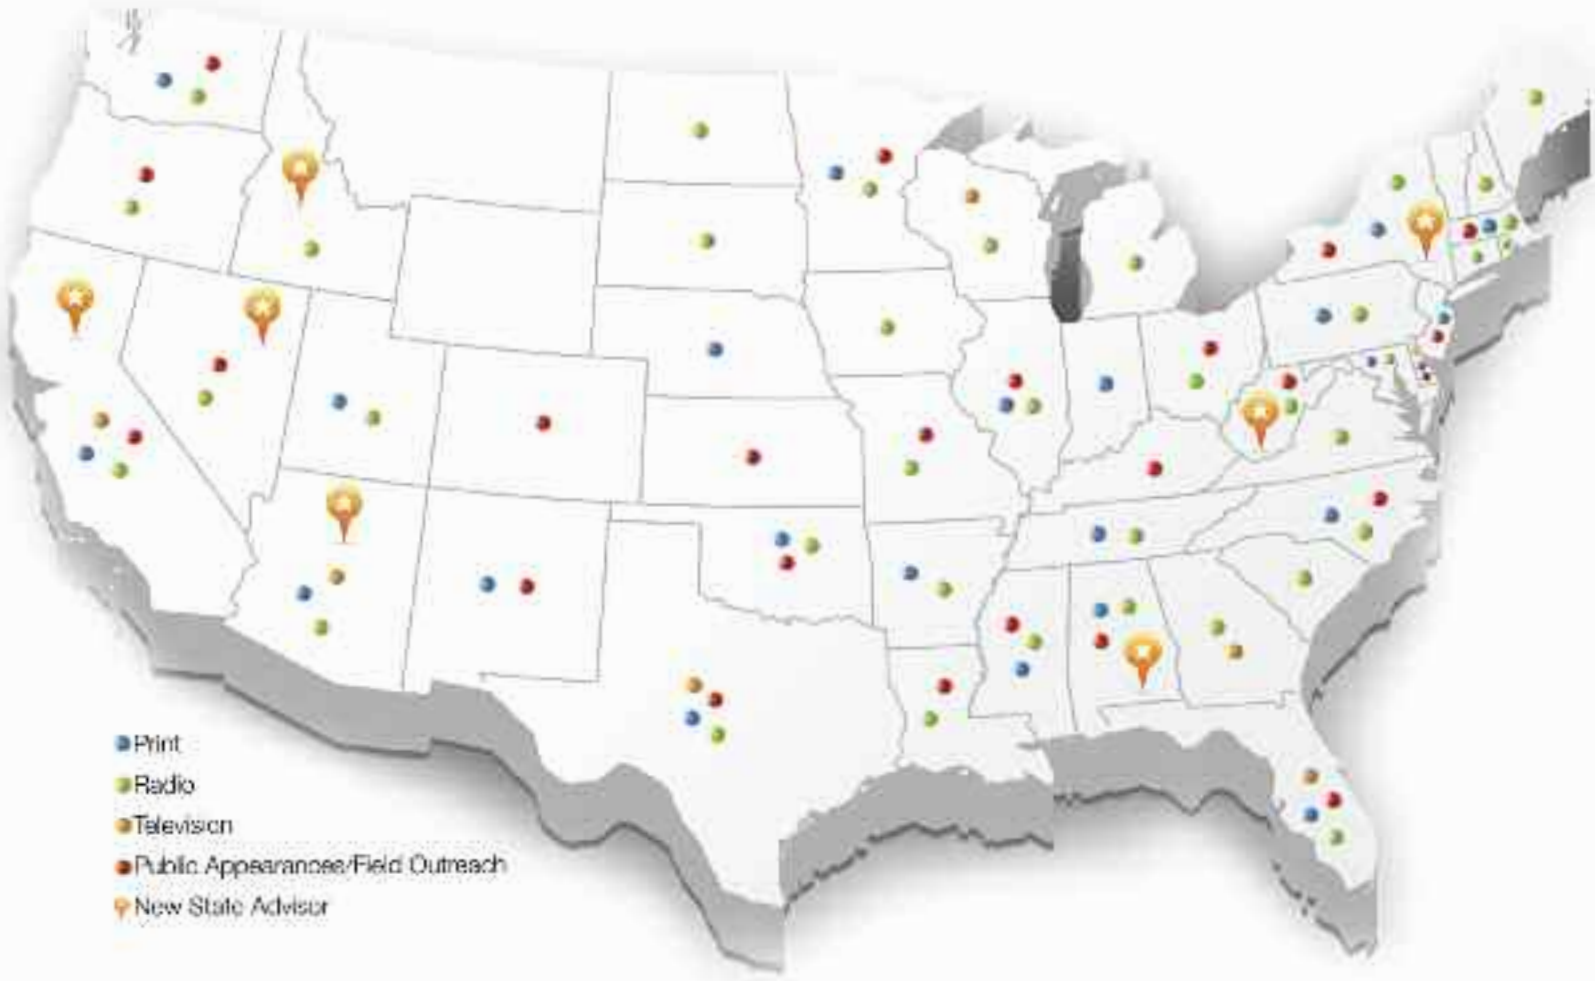 Print
Radio
Television
Public Appearances/Field Outreach
New State Advisor